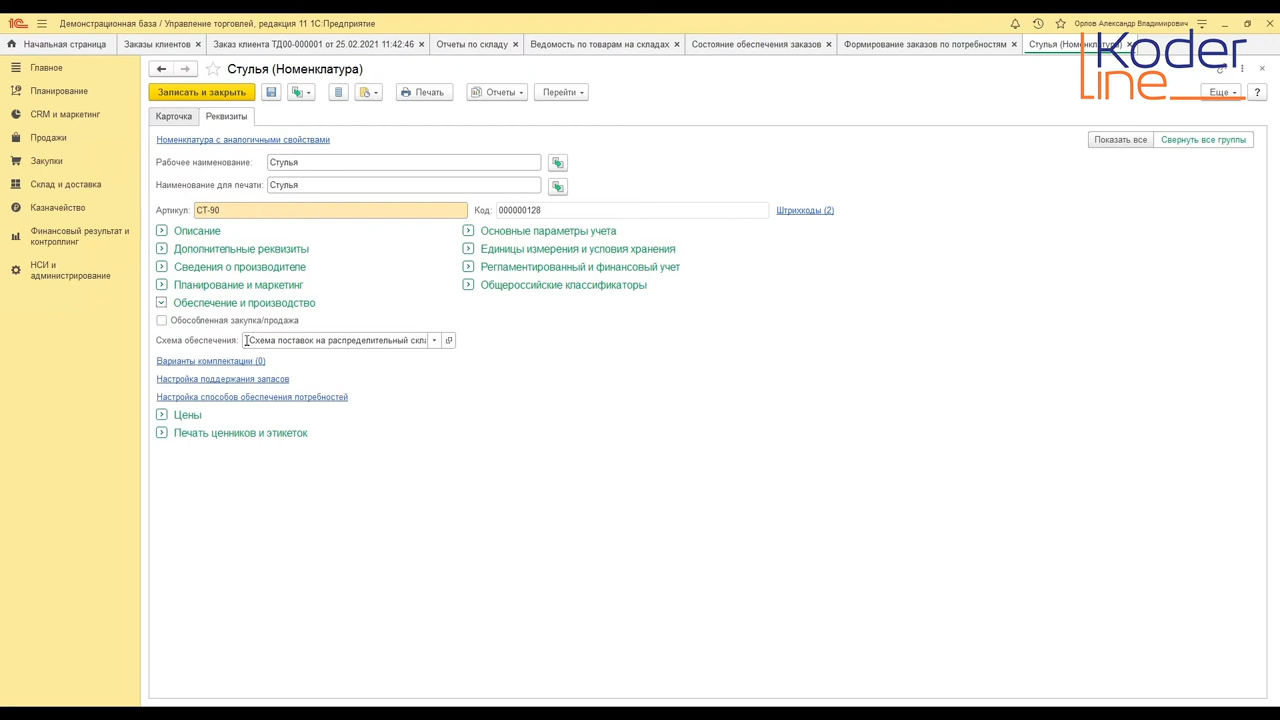 Демонстрационная база / Управление торговлей, редакция 11 1С:Предприятие
Орлов Александр Владимирович
Начальная страница
Заказы клиентов ×
Заказ клиента ТД00-000001 от 25.02.2021 11:42:46 ×
Отчеты по складу ×
Ведомость по товарам на складах ×
Состояние обеспечения заказов ×
Формирование заказов по потребностям ×
Стулья (Номенклатура) ×
Koder
line
Главное
Планирование
CRM и маркетинг
Продажи
Закупки
Склад и доставка
Казначейство
Финансовый результат и
контроллинг
НСИ и
администрирование
Стулья (Номенклатура)
Записать и закрыть
Печать
Отчеты
Перейти
Еще
?
Карточка
Реквизиты
Номенклатура с аналогичными свойствами
Показать все
Свернуть все группы
Рабочее наименование: Стулья
Наименование для печати: Стулья
Артикул: СТ-90 Код: 000000128 Штрихкоды (2)
Описание
Основные параметры учета
Дополнительные реквизиты
Единицы измерения и условия хранения
Сведения о производителе
Регламентированный и финансовый учет
Планирование и маркетинг
Общероссийские классификаторы
Обеспечение и производство
Обособленная закупка/продажа
Схема обеспечения: Схема поставок на распределительный скла
Варианты комплектации (0)
Настройка поддержания запасов
Настройка способов обеспечения потребностей
Цены
Печать ценников и этикеток